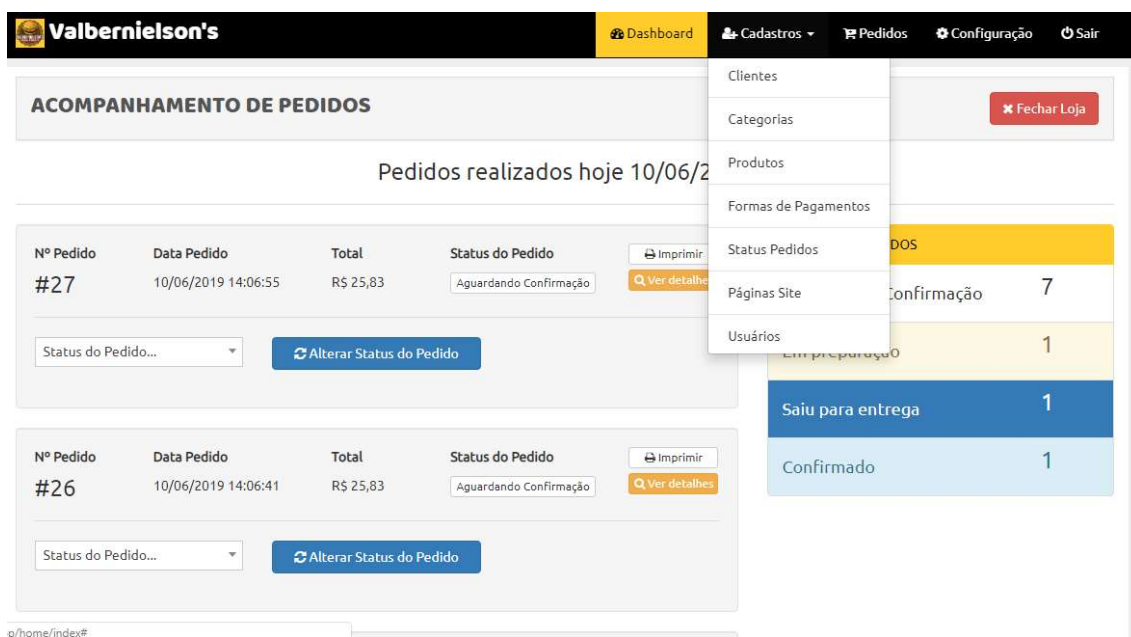 Valbernielson's
Dashboard
Cadastros
Pedidos
Configuração
Sair
Clientes
Categorias
Produtos
Formas de Pagamentos
Status Pedidos
Páginas Site
Usuários
ACOMPANHAMENTO DE PEDIDOS
Fechar Loja
Pedidos realizados hoje 10/06/2
Nº Pedido Data Pedido Total Status do Pedido
#27 10/06/2019 14:06:55 R$ 25,83 Aguardando Confirmação
Imprimir
Ver detalhe
Status do Pedido... Alterar Status do Pedido
Nº Pedido Data Pedido Total Status do Pedido
#26 10/06/2019 14:06:41 R$ 25,83 Aguardando Confirmação
Imprimir
Ver detalhes
Status do Pedido... Alterar Status do Pedido
DOS
Confirmação 7
Em preparação 1
Saiu para entrega 1
Confirmado 1
p/home/index#